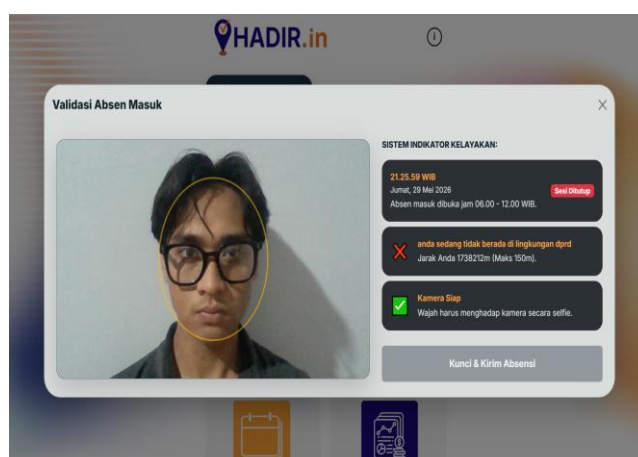 HADIR.in
Validasi Absen Masuk
SISTEM INDIKATOR KELAYAKAN:
21.25.59 WIB
Jumat, 29 Mei 2026
Sesi Ditutup
Absen masuk dibuka jam 06.00 - 12.00 WIB.
anda sedang tidak berada di lingkungan dprd
Jarak Anda 1738212m (Maks 150m).
Kamera Siap
Wajah harus menghadap kamera secara selfie.
Kunci & Kirim Absensi